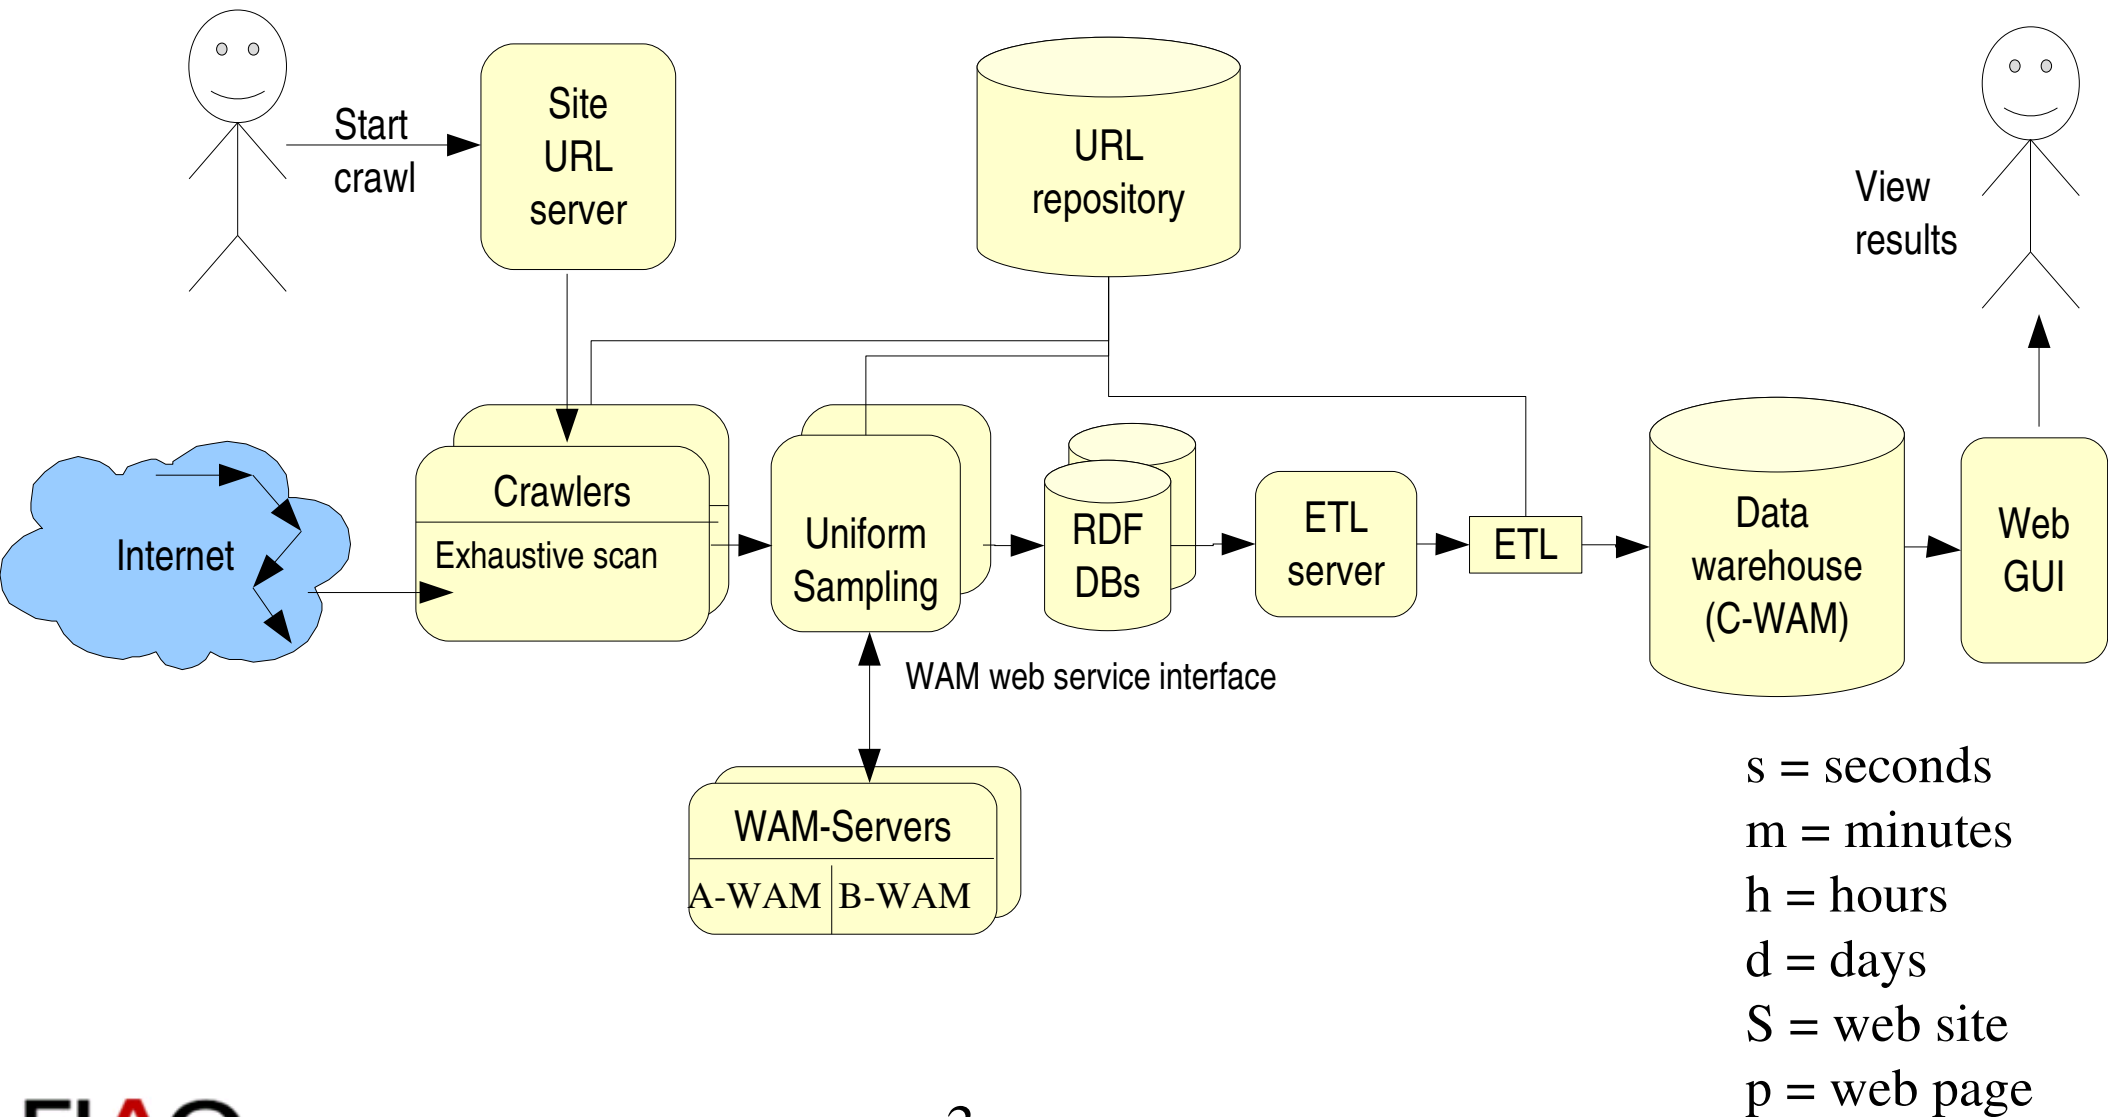 Start
crawl
Site
URL
server
URL
repository
View
results
Internet
Crawlers
Exhaustive scan
Uniform
Sampling
RDF
DBs
ETL
server
ETL
Data
warehouse
(C-WAM)
Web
GUI
WAM web service interface
WAM-Servers
A-WAM
B-WAM
s = seconds
m = minutes
h = hours
d = days
S = web site
p = web page